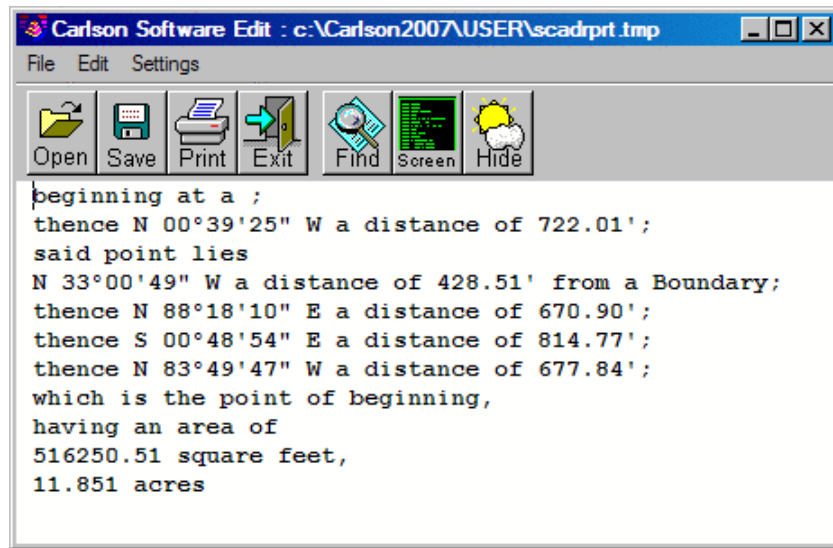 Carlson Software Edit : c:\Carlson2007\USER\scadrprt.tmp
File Edit Settings
Open Save Print Exit Find Screen Hide
beginning at a ;
thence N 00°39'25" W a distance of 722.01';
said point lies
N 33°00'49" W a distance of 428.51' from a Boundary;
thence N 88°18'10" E a distance of 670.90';
thence S 00°48'54" E a distance of 814.77';
thence N 83°49'47" W a distance of 677.84';
which is the point of beginning,
having an area of
516250.51 square feet,
11.851 acres